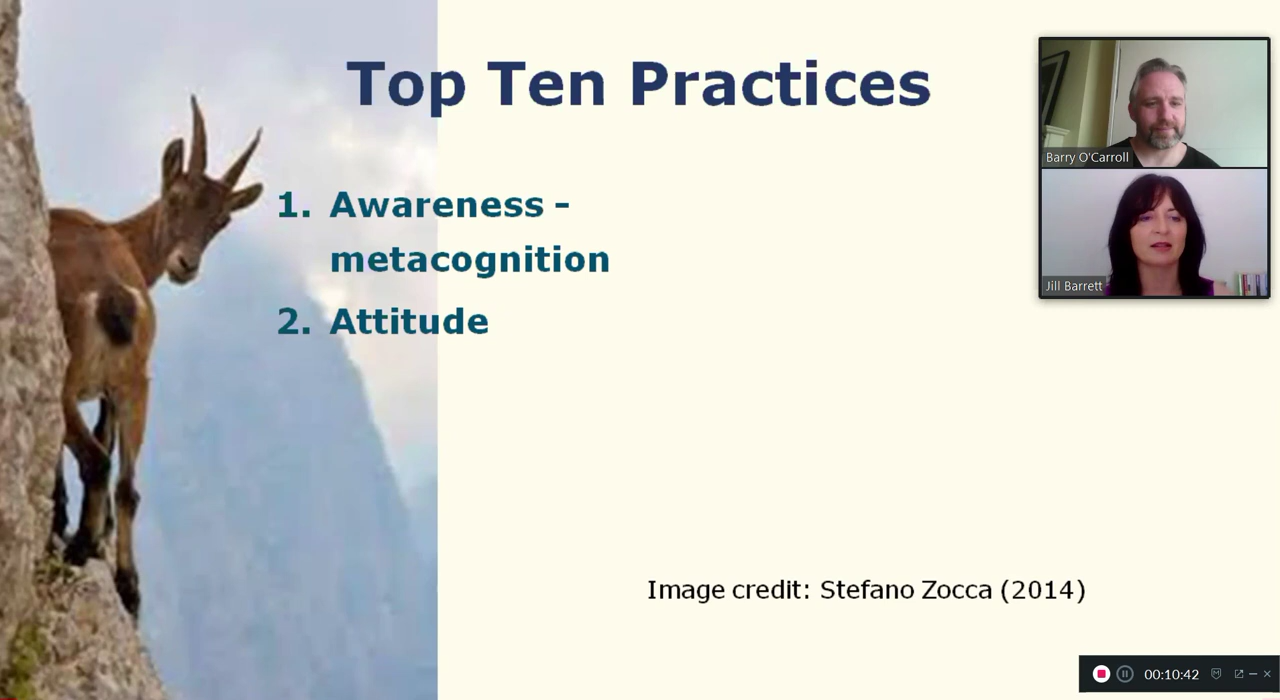 Top Ten Practices
1. Awareness -
metacognition
2. Attitude
Image credit: Stefano Zocca (2014)
Barry O'Carroll
Jill Barrett
00:10:42